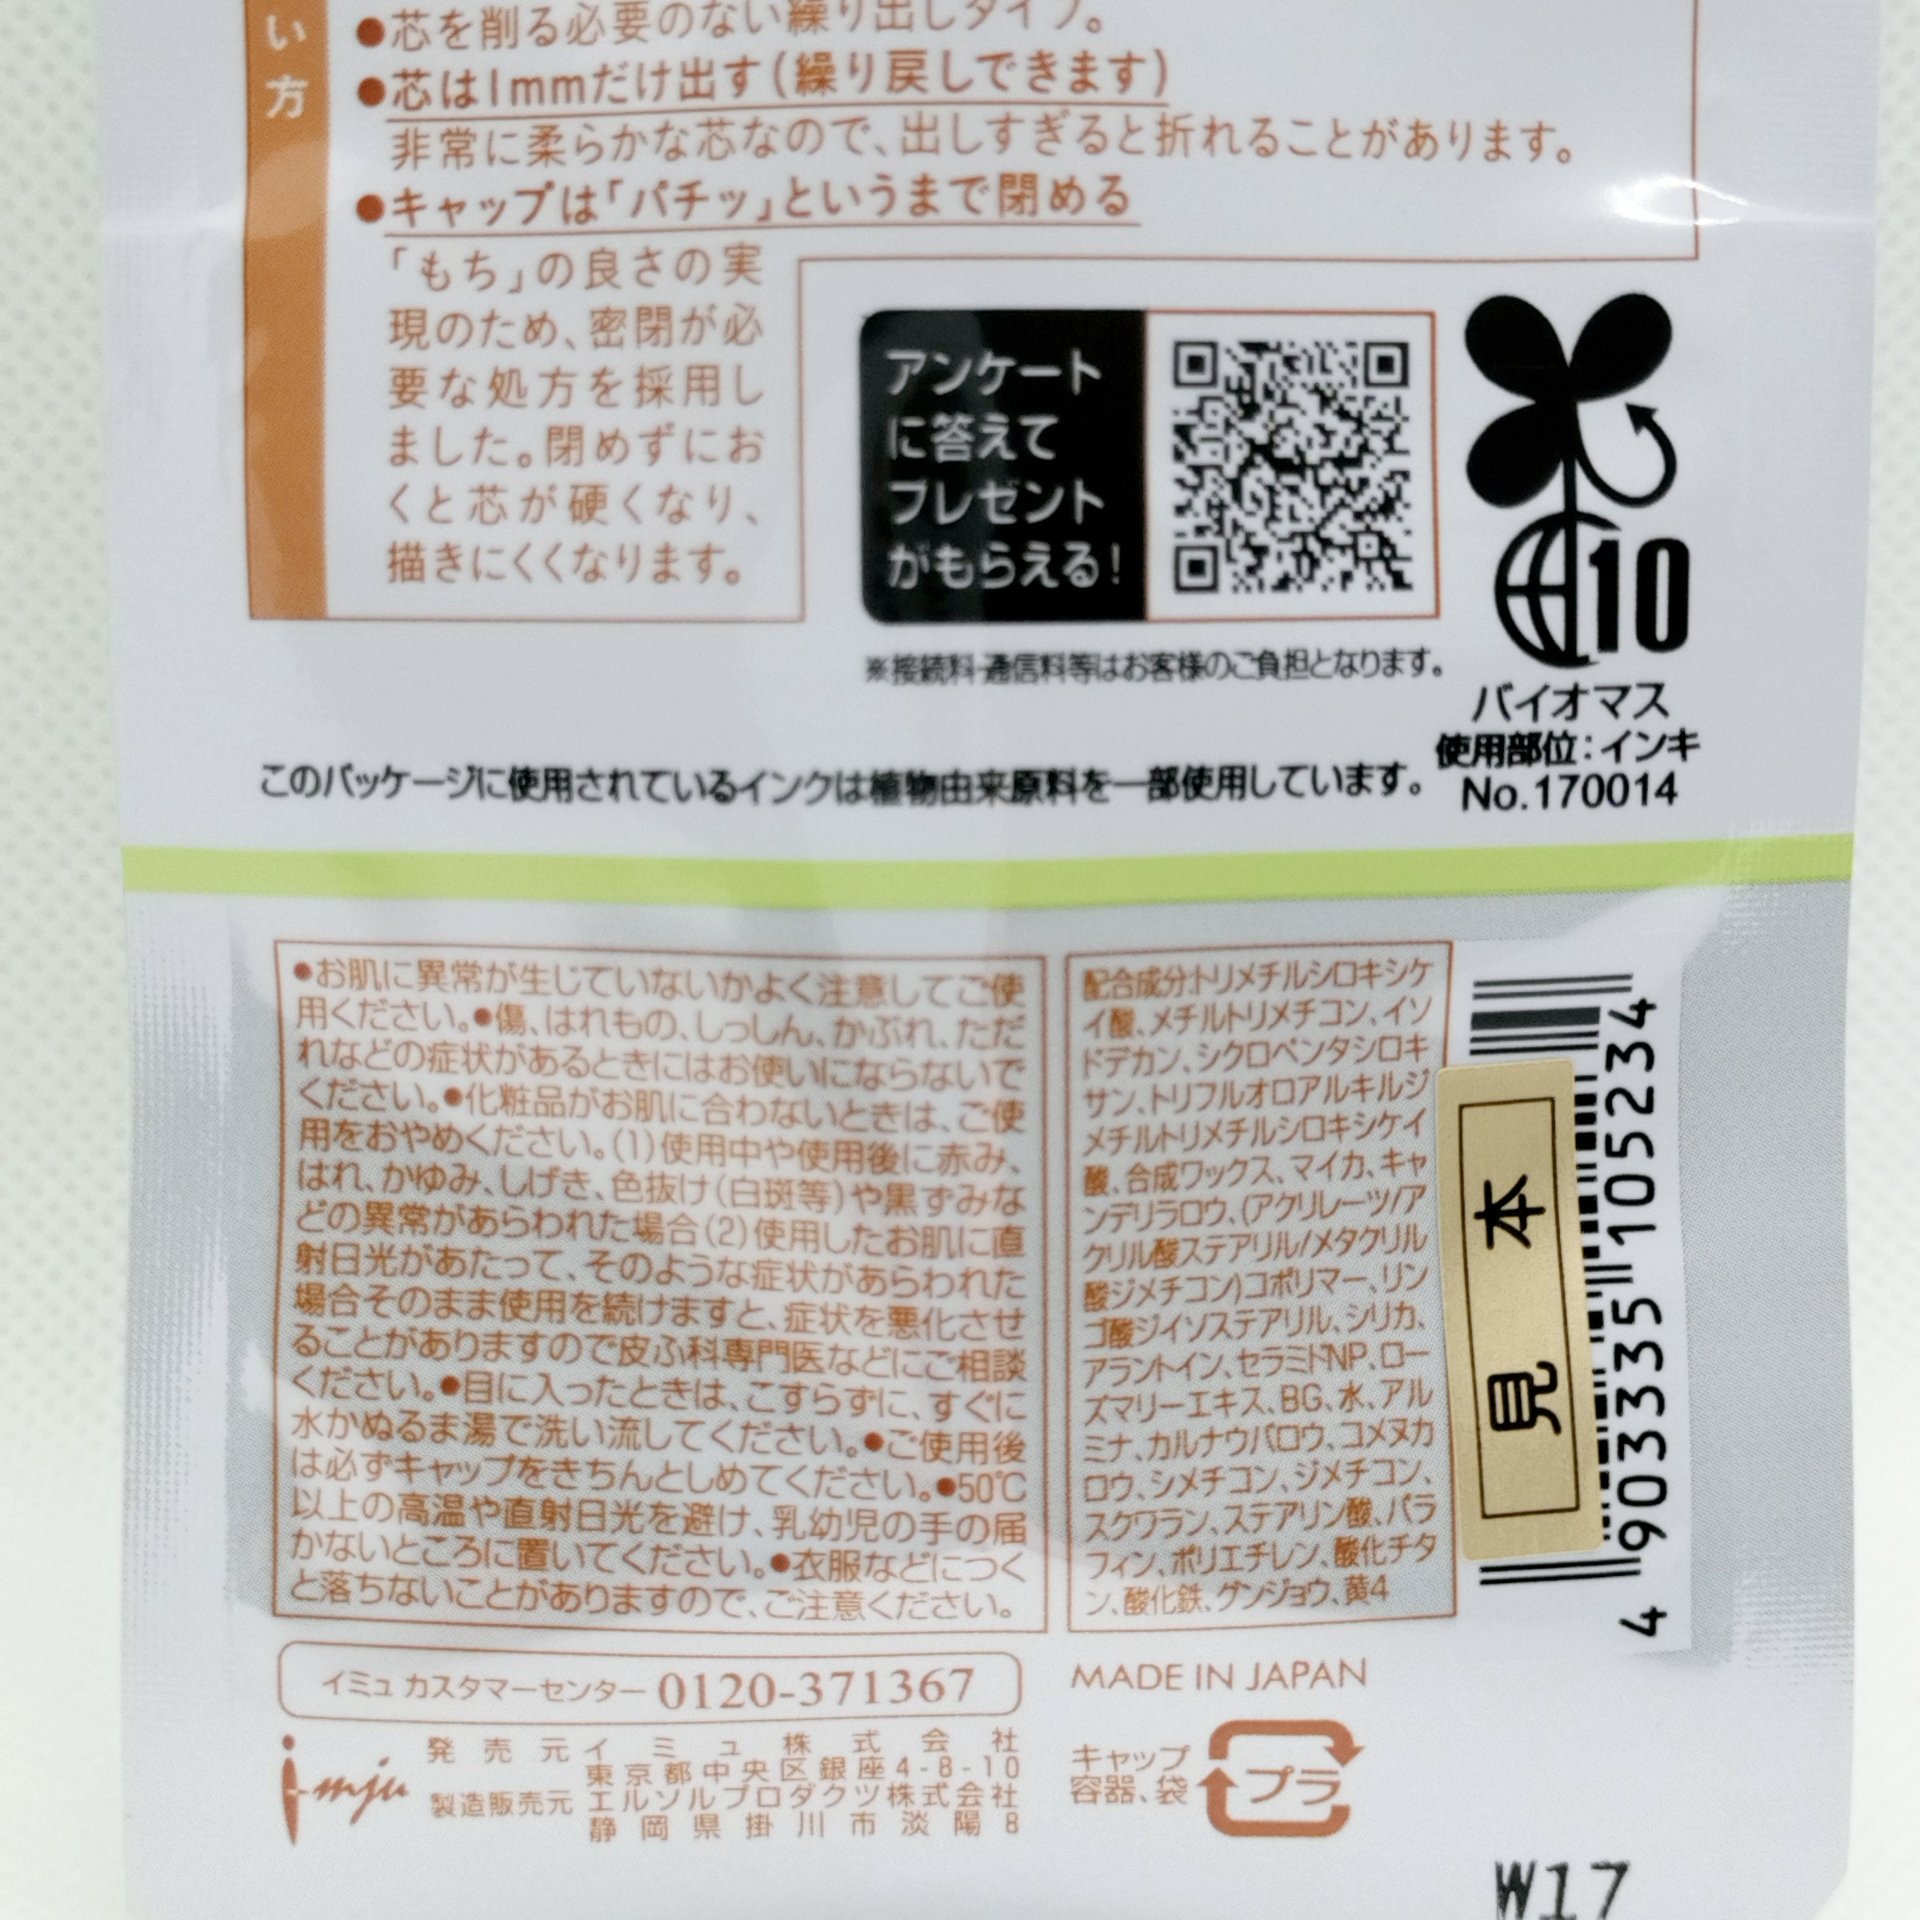 い方
●芯を削る必要のない繰り出しタイプ。
●芯は1mmだけ出す(繰り戻しできます)
非常に柔らかな芯なので、出しすぎると折れることがあります。
●キャップは「パチッ」というまで閉める
「もち」の良さの実
現のため、密閉が必
要な処方を採用し
ました。閉めずにお
くと芯が硬くなり、
描きにくくなります。
アンケート
に答えて
プレゼント
がもらえる!
※接続料・通信料等はお客様のご負担となります。
10
バイオマス
使用部位:インキ
No.170014
このパッケージに使用されているインクは植物由来原料を一部使用しています。
●お肌に異常が生じていないかよく注意してご使
用ください。●傷、はれもの、しっしん、かぶれ、ただ
れなどの症状があるときにはお使いにならないで
ください。●化粧品がお肌に合わないときは、ご使
用をおやめください。(1)使用中や使用後に赤み、
はれ、かゆみ、しげき、色抜け(白斑等)や黒ずみな
どの異常があらわれた場合(2)使用したお肌に直
射日光があたって、そのような症状があらわれた
場合そのまま使用を続けますと、症状を悪化させ
ることがありますので皮ふ科専門医などにご相談
ください。●目に入ったときは、こすらずに、すぐに
水かぬるま湯で洗い流してください。●ご使用後
は必ずキャップをきちんとしめてください。●50℃
以上の高温や直射日光を避け、乳幼児の手の届
かないところに置いてください。●衣服などにつく
と落ちないことがありますので、ご注意ください。
配合成分:トリメチルシロキシケ
イ酸、メチルトリメチコン、イソ
ドデカン、シクロペンタシロキ
サン、トリフルオロアルキルジ
メチルトリメチルシロキシケイ
酸、合成ワックス、マイカ、キャ
ンデリラロウ、(アクリレーツ/ア
クリル酸ステアリル/メタクリル
酸ジメチコン)コポリマー、リン
ゴ酸ジイソステアリル、シリカ、
アラントイン、セラミドNP、ロー
ズマリーエキス、BG、水、アル
ミナ、カルナウバロウ、コメヌカ
ロウ、シメチコン、ジメチコン、
スクワラン、ステアリン酸、パラ
フィン、ポリエチレン、酸化チタ
ン、酸化鉄、グンジョウ、黄4
見本
4 903335 105234
イミュ カスタマーセンター 0120-371367
MADE IN JAPAN
i-mju
発売元 イミュ株式会社
東京都中央区銀座4-8-10
製造販売元 エルソルプロダクツ株式会社
静岡県掛川市淡陽8
キャップ
容器、袋
プラ
W17